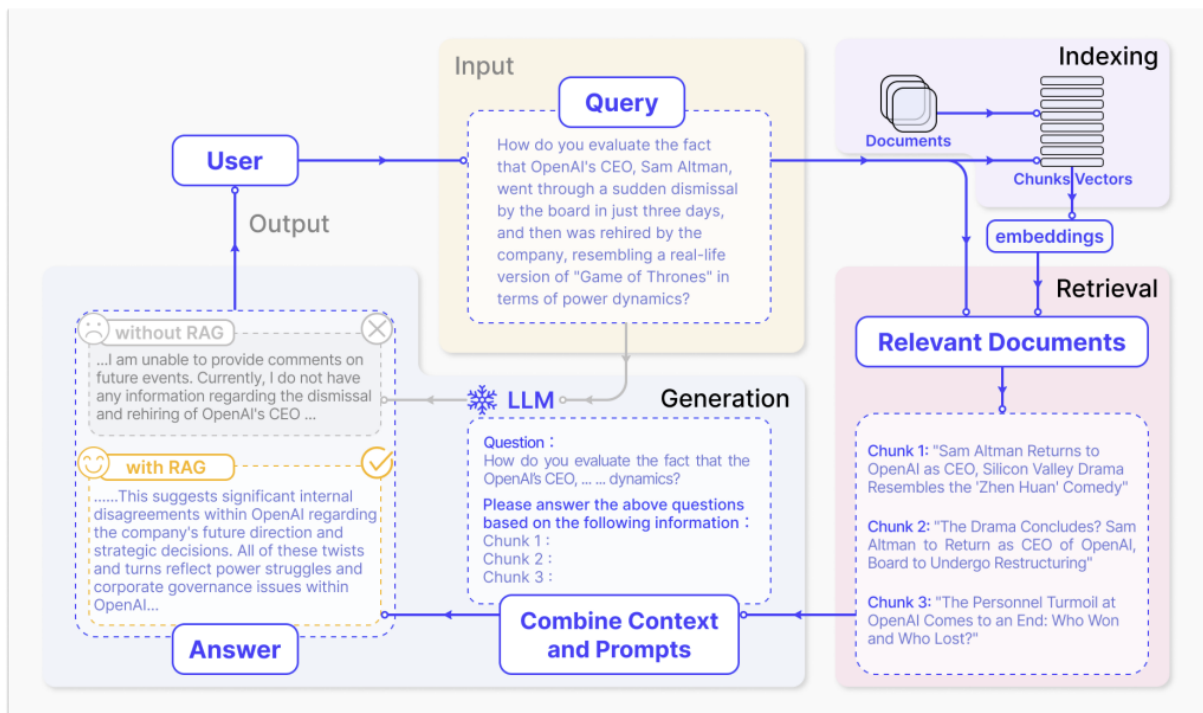 Input
Query
How do you evaluate the fact
that OpenAI's CEO, Sam Altman,
went through a sudden dismissal
by the board in just three days,
and then was rehired by the
company, resembling a real-life
version of "Game of Thrones" in
terms of power dynamics?
Indexing
Documents
Chunks Vectors
embeddings
User
Output
Retrieval
Relevant Documents
Chunk 1: "Sam Altman Returns to
OpenAI as CEO, Silicon Valley Drama
Resembles the 'Zhen Huan' Comedy"
Chunk 2: "The Drama Concludes? Sam
Altman to Return as CEO of OpenAI,
Board to Undergo Restructuring"
Chunk 3: "The Personnel Turmoil at
OpenAI Comes to an End: Who Won
and Who Lost?"
LLM
Generation
Question :
How do you evaluate the fact that the
OpenAI's CEO, ... ... dynamics?
Please answer the above questions
based on the following information :
Chunk 1 :
Chunk 2 :
Chunk 3 :
Combine Context
and Prompts
without RAG
...I am unable to provide comments on
future events. Currently, I do not have
any information regarding the dismissal
and rehiring of OpenAI's CEO ...
with RAG
......This suggests significant internal
disagreements within OpenAI regarding
the company's future direction and
strategic decisions. All of these twists
and turns reflect power struggles and
corporate governance issues within
OpenAI...
Answer